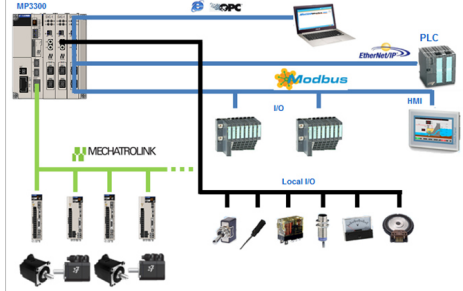 MP3300
OPC
PLC
EtherNet/IP
Modbus
I/O
HMI
MECHATROLINK
Local I/O